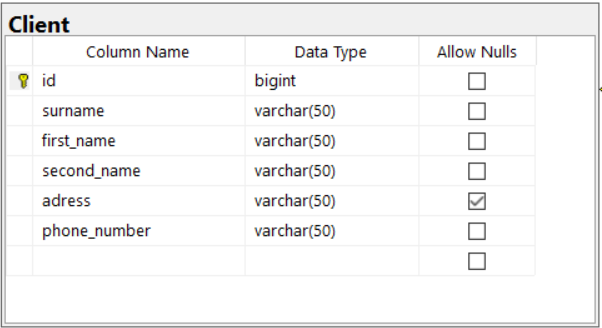 Client
Column Name Data Type Allow Nulls
id bigint
surname varchar(50)
first_name varchar(50)
second_name varchar(50)
adress varchar(50)
phone_number varchar(50)